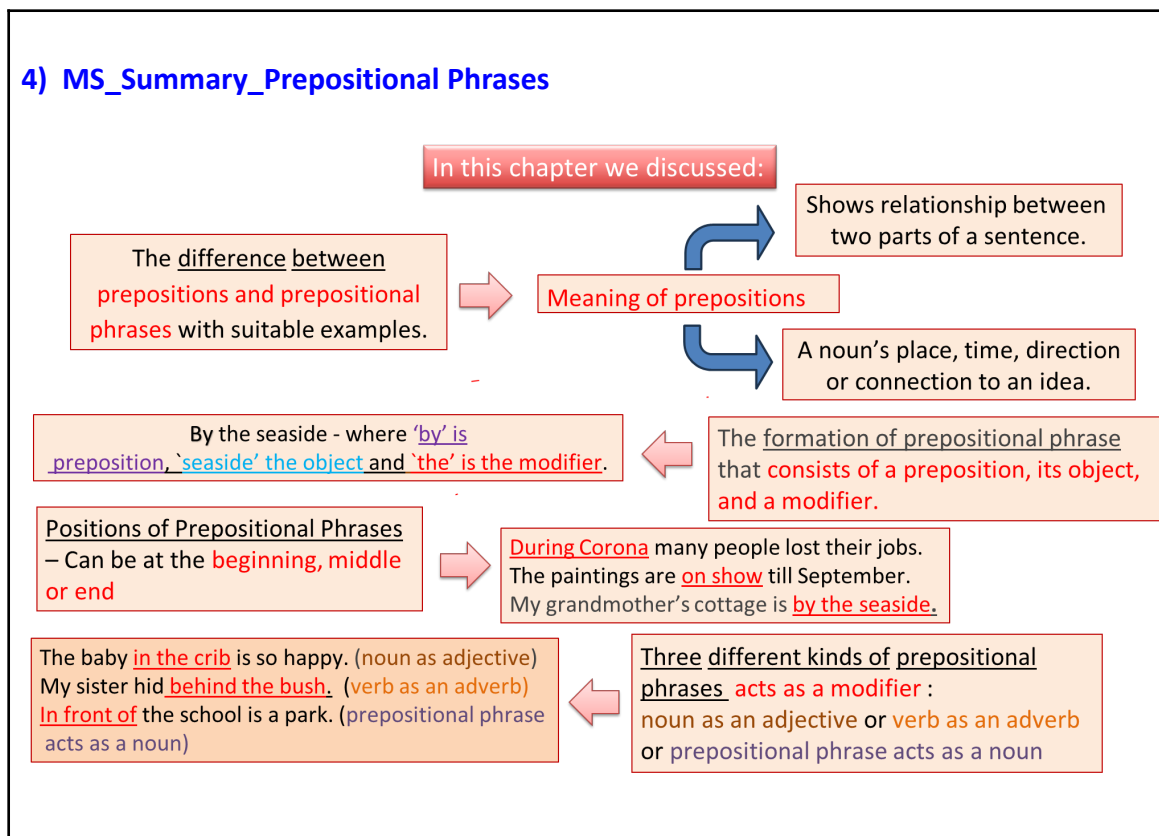 4) MS_Summary_Prepositional Phrases
In this chapter we discussed:
The difference between
prepositions and prepositional
phrases with suitable examples.
Meaning of prepositions
Shows relationship between
two parts of a sentence.
A noun’s place, time, direction
or connection to an idea.
The formation of prepositional phrase
that consists of a preposition, its object,
and a modifier.
By the seaside - where ‘by’ is
preposition, `seaside’ the object and `the’ is the modifier.
Positions of Prepositional Phrases
– Can be at the beginning, middle
or end
During Corona many people lost their jobs.
The paintings are on show till September.
My grandmother’s cottage is by the seaside.
Three different kinds of prepositional
phrases acts as a modifier :
noun as an adjective or verb as an adverb
or prepositional phrase acts as a noun
The baby in the crib is so happy. (noun as adjective)
My sister hid behind the bush. (verb as an adverb)
In front of the school is a park. (prepositional phrase
acts as a noun)